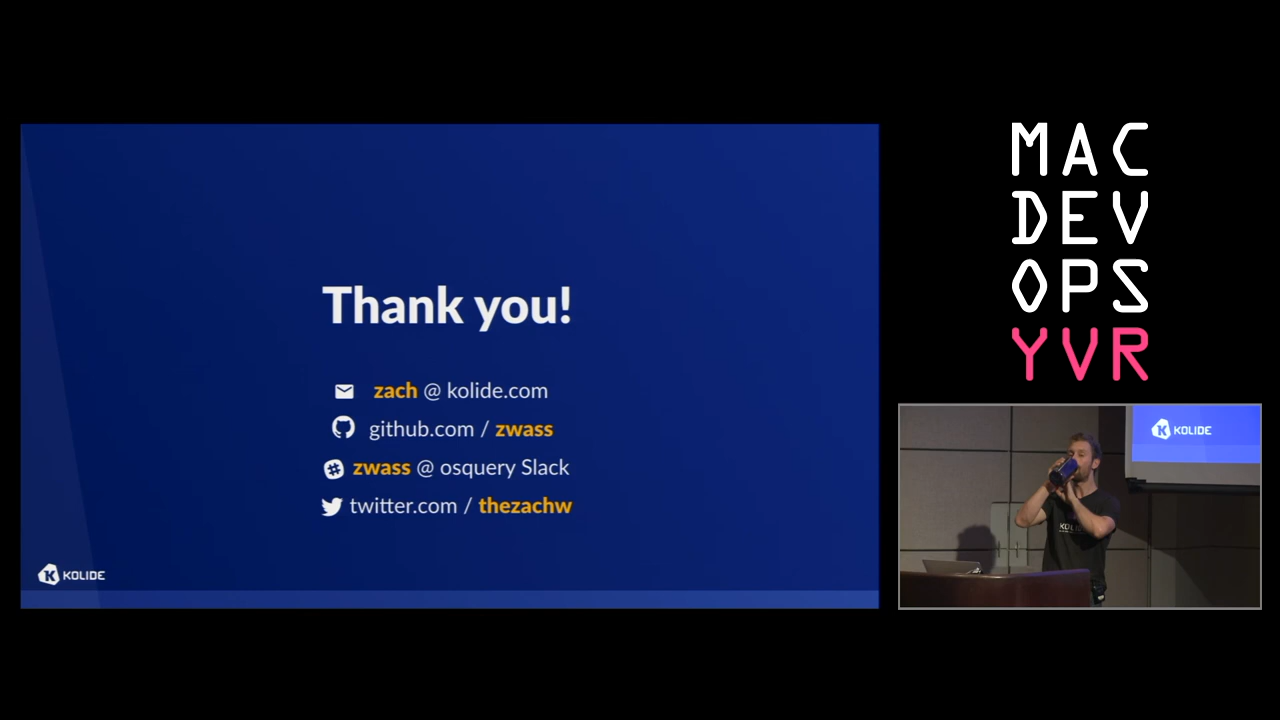 Thank you!
zach @ kolide.com
github.com / zwass
zwass @ osquery Slack
twitter.com / thezachw
KOLIDE
MAC
DEV
OPS
YVR
KOLIDE